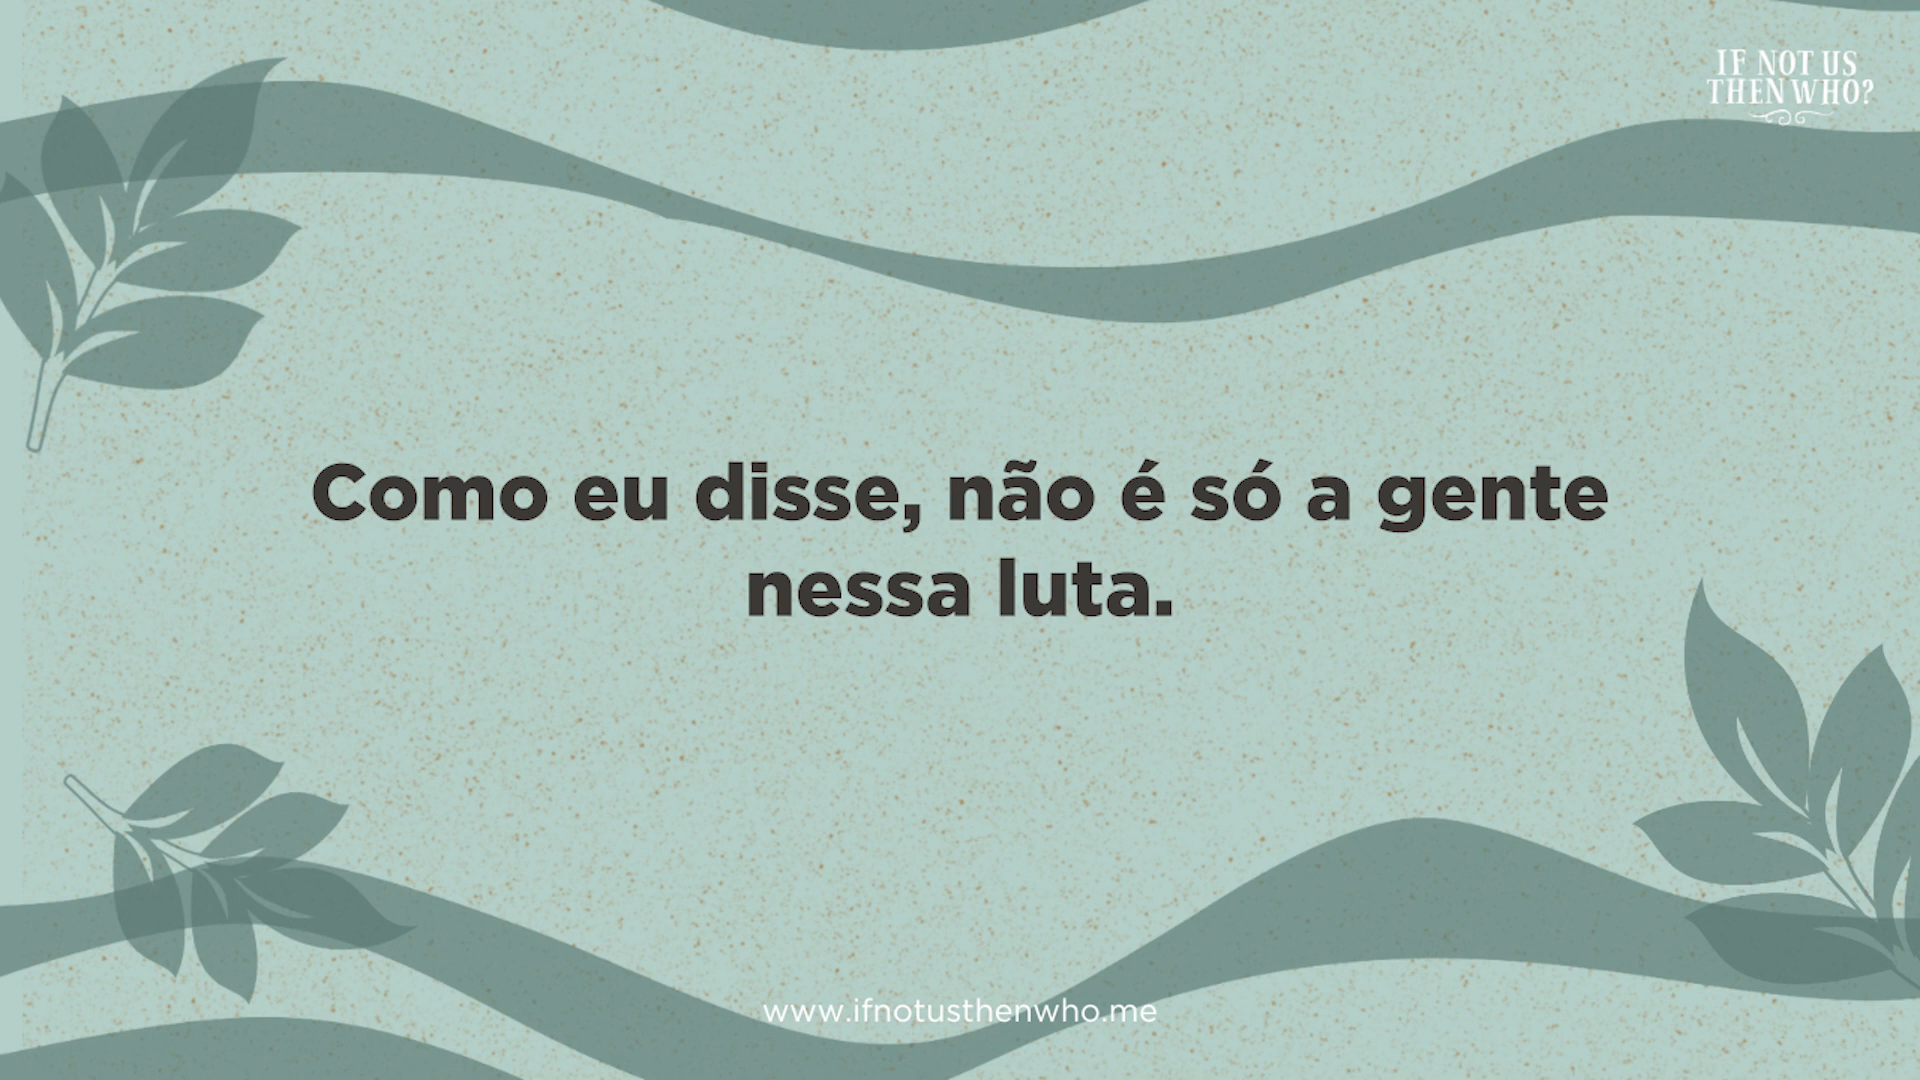 IF NOT US
THEN WHO?
Como eu disse, não é só a gente
nessa luta.
www.ifnotusthenwho.me